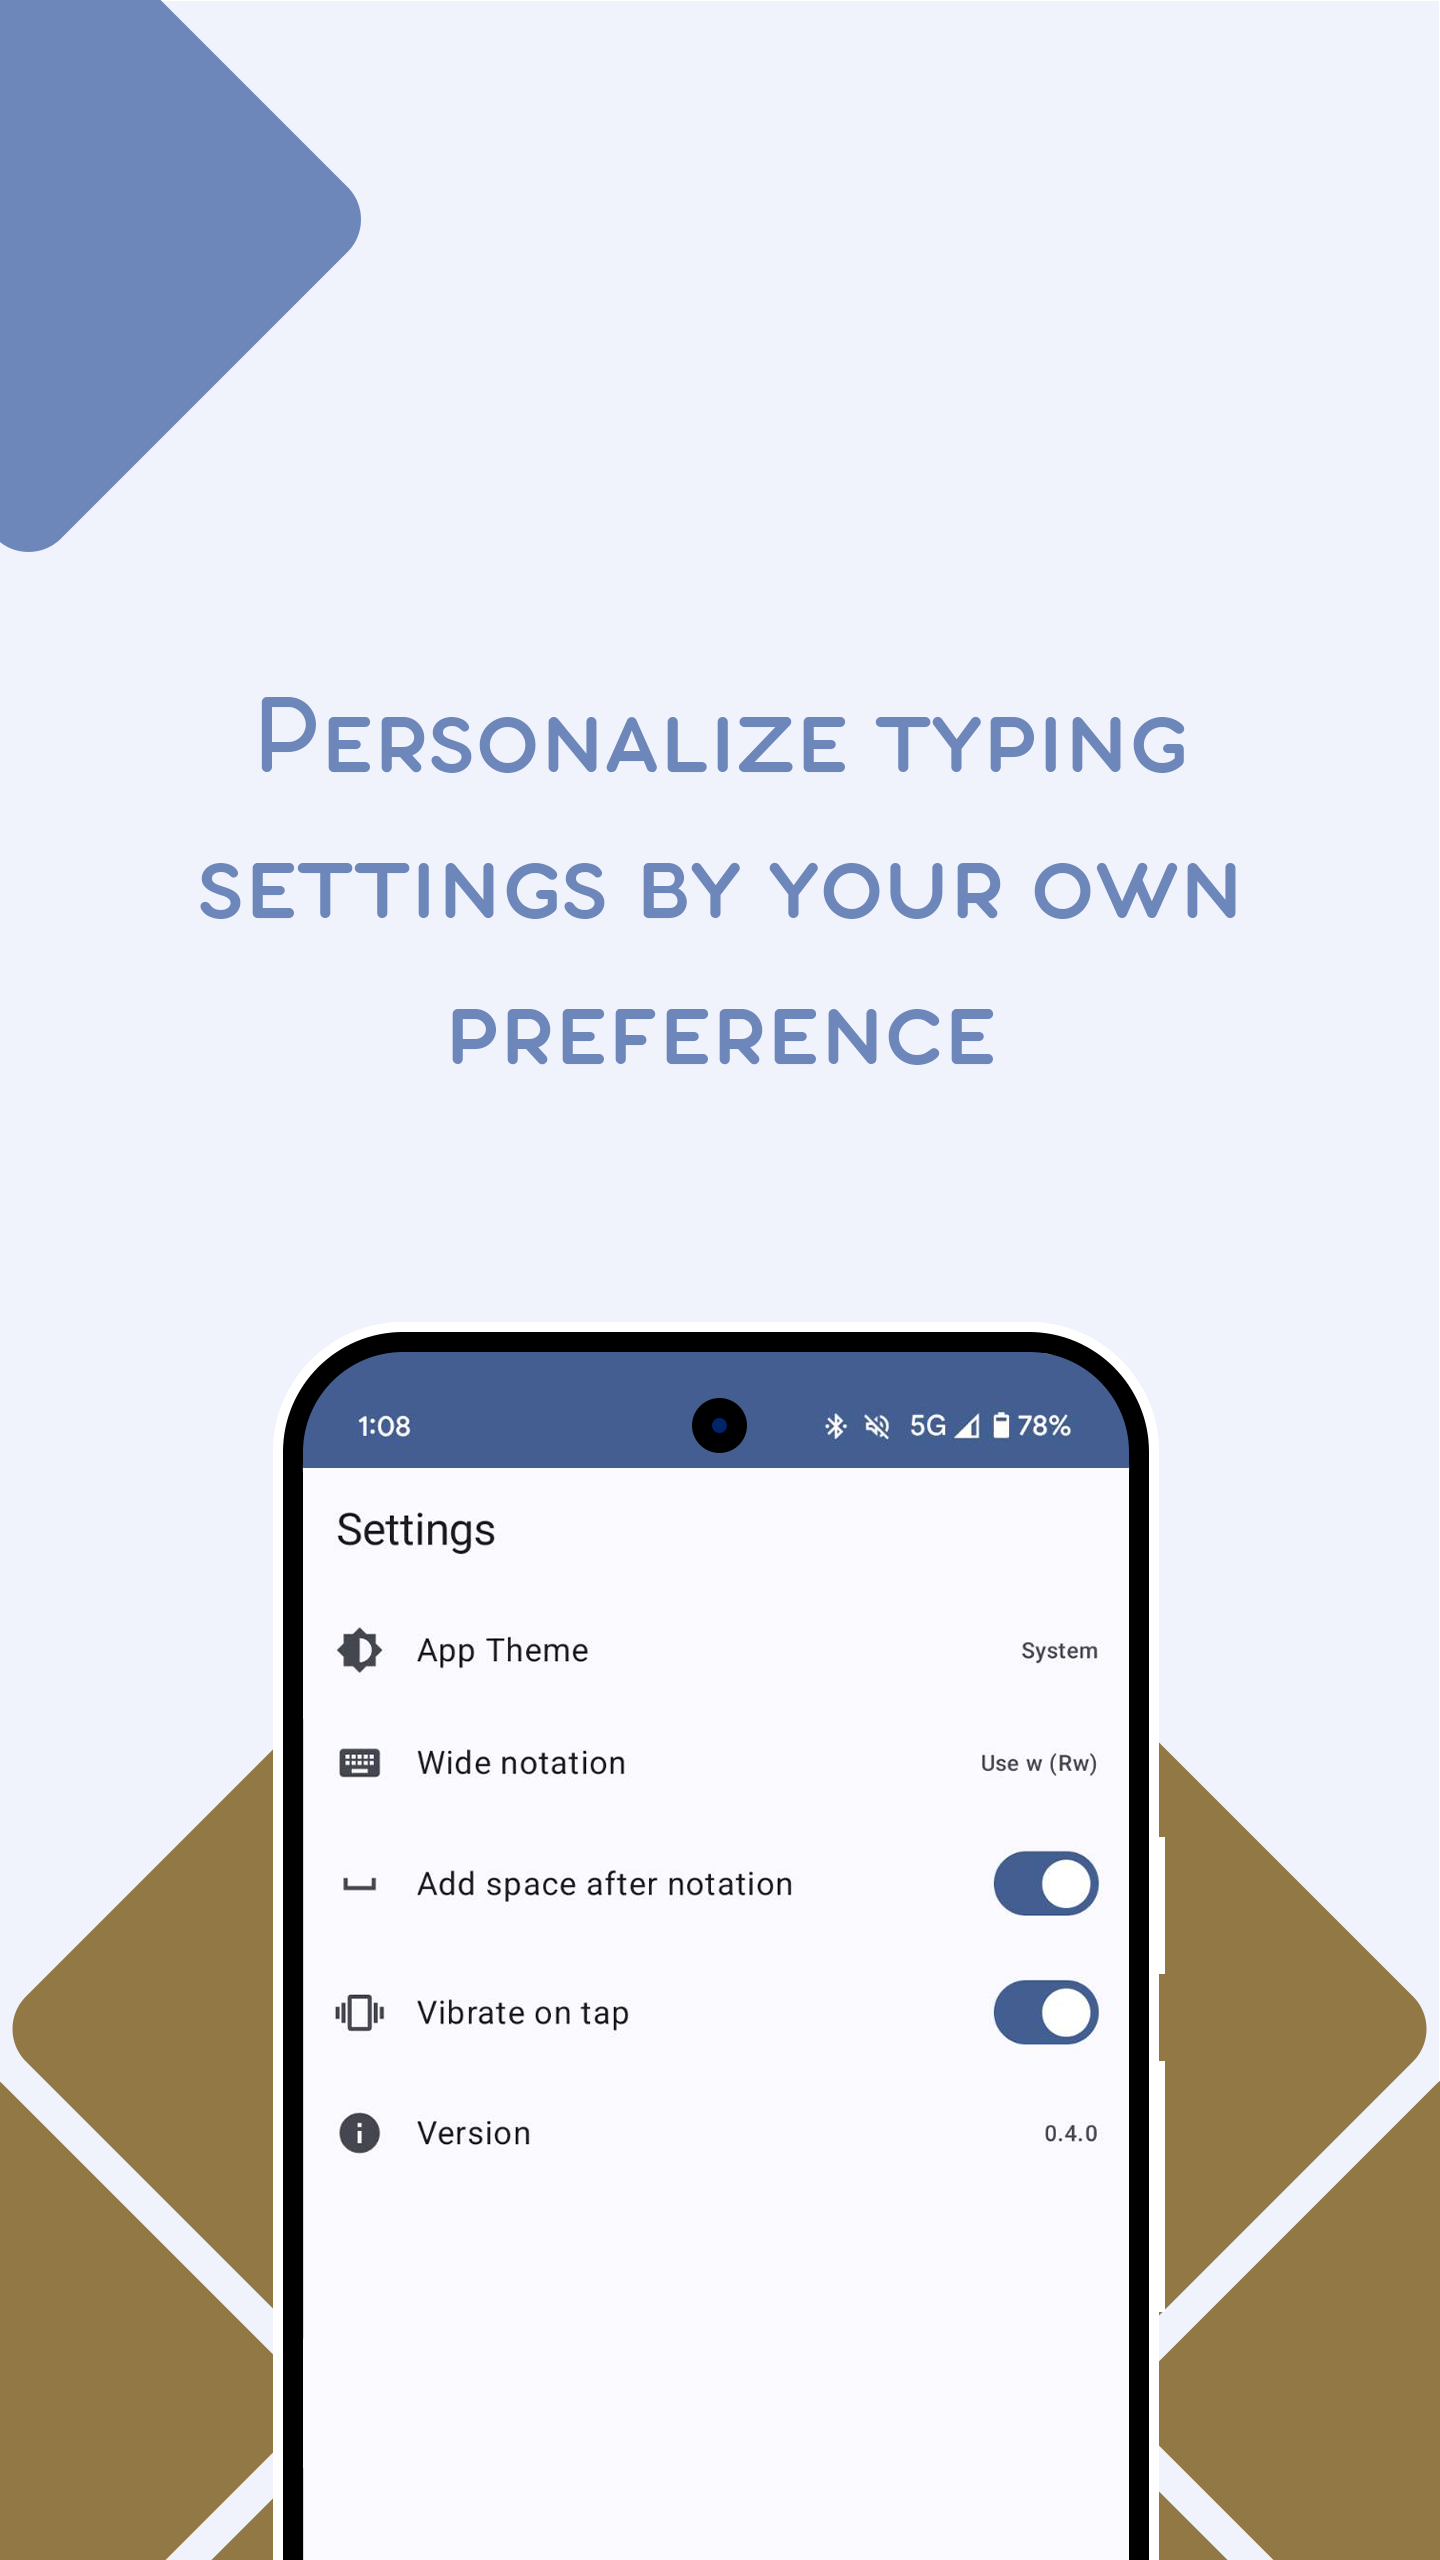 Personalize typing
settings by your own
preference
1:08 5G 78%
Settings
App Theme System
Wide notation Use w (Rw)
Add space after notation
Vibrate on tap
Version 0.4.0